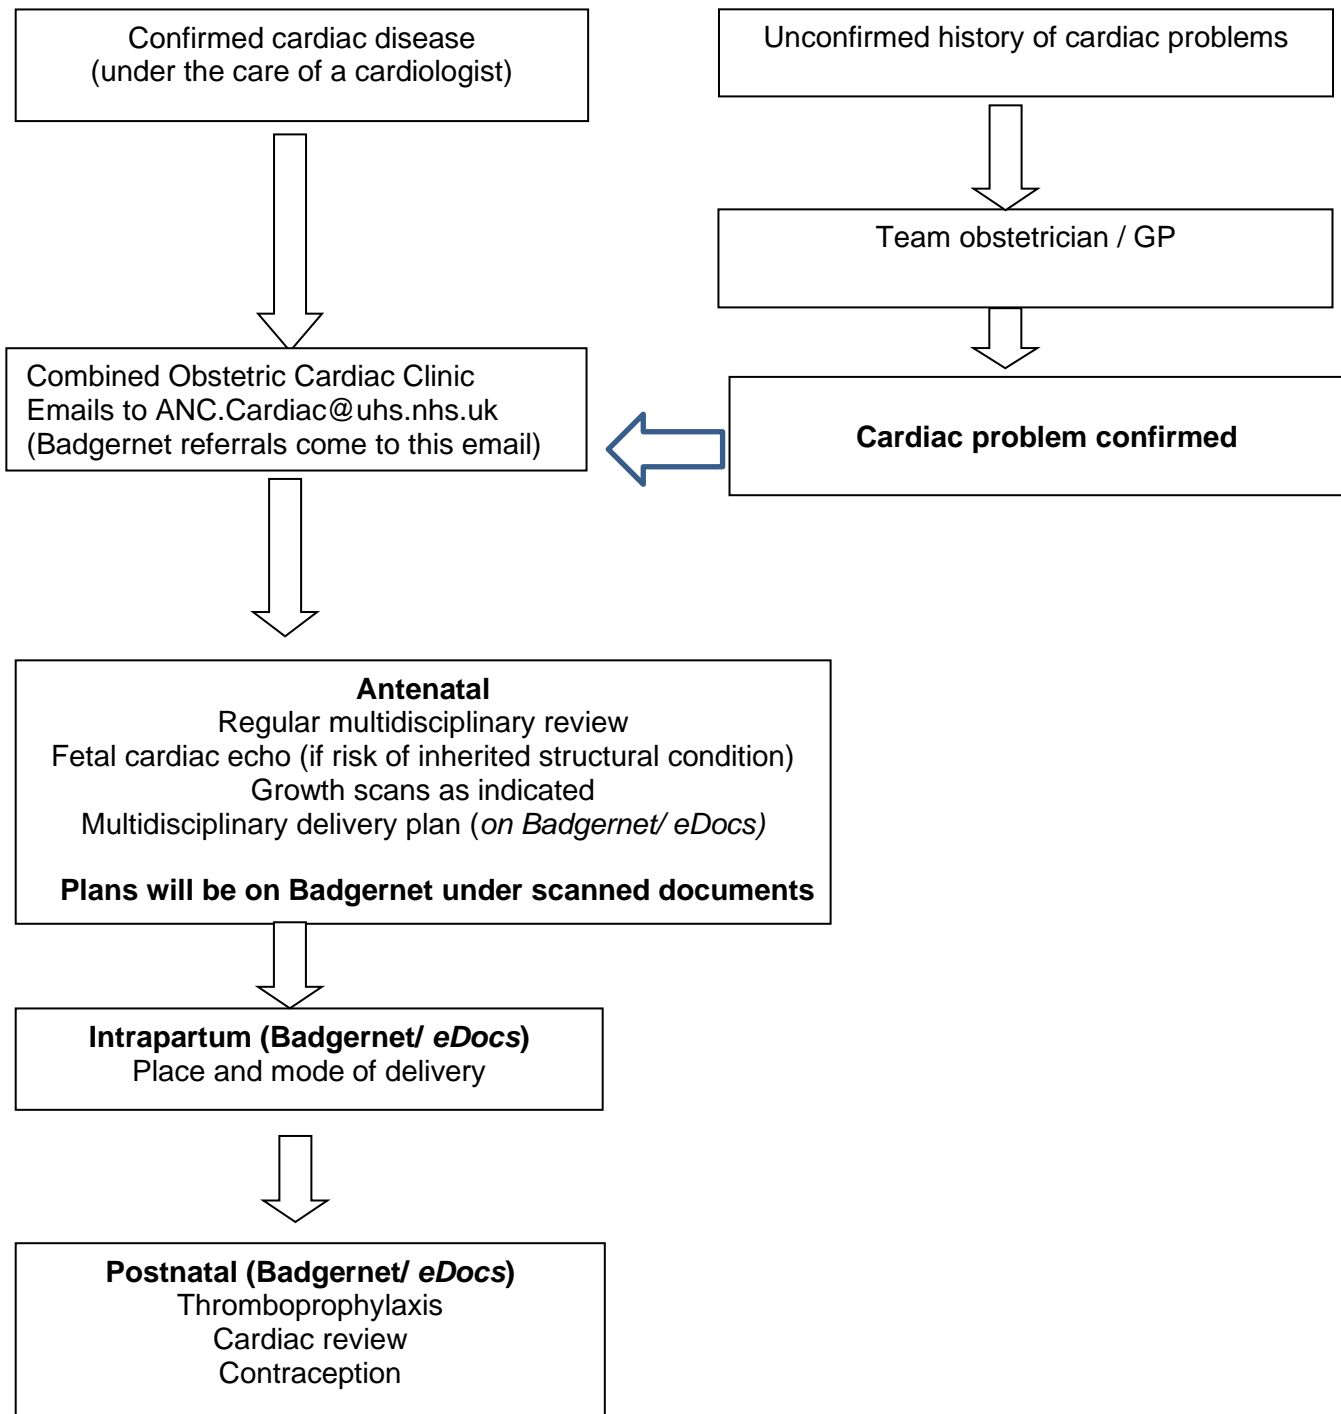 Confirmed cardiac disease
(under the care of a cardiologist)
Unconfirmed history of cardiac problems
Team obstetrician / GP
Combined Obstetric Cardiac Clinic
Emails to ANC.Cardiac@uhs.nhs.uk
(Badgernet referrals come to this email)
Cardiac problem confirmed
Antenatal
Regular multidisciplinary review
Fetal cardiac echo (if risk of inherited structural condition)
Growth scans as indicated
Multidisciplinary delivery plan (on Badgernet/ eDocs)
Plans will be on Badgernet under scanned documents
Intrapartum (Badgernet/ eDocs)
Place and mode of delivery
Postnatal (Badgernet/ eDocs)
Thromboprophylaxis
Cardiac review
Contraception